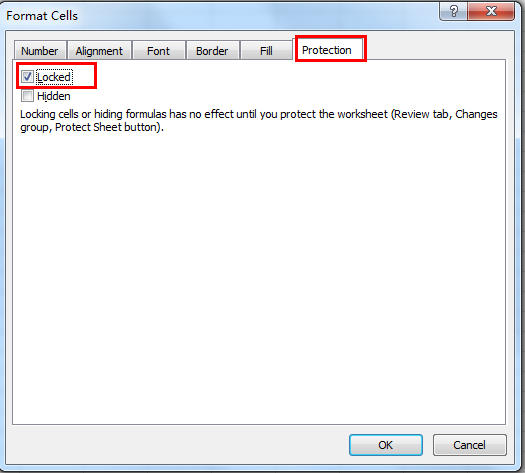 Format Cells
?
Number Alignment Font Border Fill Protection
Locked
Hidden
Locking cells or hiding formulas has no effect until you protect the worksheet (Review tab, Changes
group, Protect Sheet button).
OK Cancel